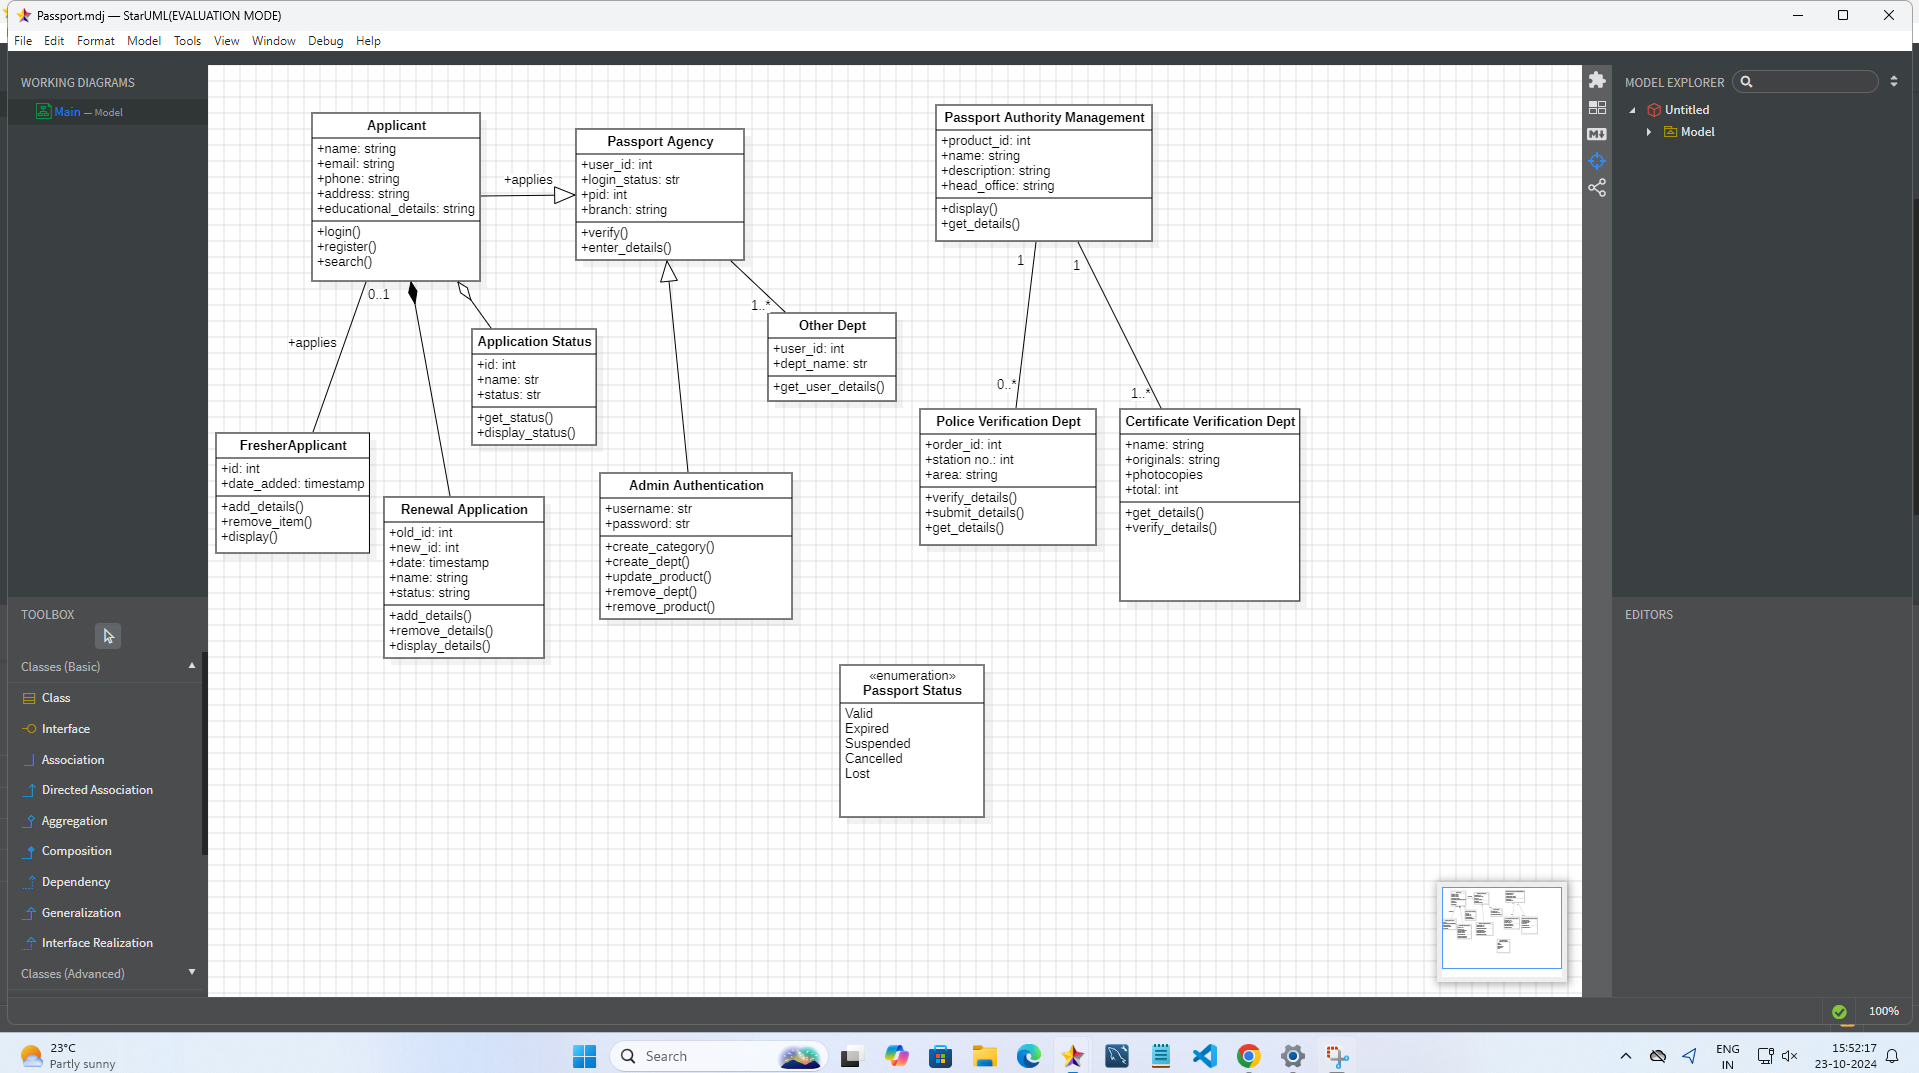 Passport.mdj — StarUML(EVALUATION MODE)
File Edit Format Model Tools View Window Debug Help
WORKING DIAGRAMS
Main — Model
TOOLBOX
Classes (Basic)
Class
Interface
Association
Directed Association
Aggregation
Composition
Dependency
Generalization
Interface Realization
Classes (Advanced)
Applicant
+name: string
+email: string
+phone: string
+address: string
+educational_details: string
+login()
+register()
+search()
+applies
Passport Agency
+user_id: int
+login_status: str
+pid: int
+branch: string
+verify()
+enter_details()
Passport Authority Management
+product_id: int
+name: string
+description: string
+head_office: string
+display()
+get_details()
0..1
+applies
1..*
1
1
0..*
1..*
Application Status
+id: int
+name: str
+status: str
+get_status()
+display_status()
Other Dept
+user_id: int
+dept_name: str
+get_user_details()
FresherApplicant
+id: int
+date_added: timestamp
+add_details()
+remove_item()
+display()
Renewal Application
+old_id: int
+new_id: int
+date: timestamp
+name: string
+status: string
+add_details()
+remove_details()
+display_details()
Admin Authentication
+username: str
+password: str
+create_category()
+create_dept()
+update_product()
+remove_dept()
+remove_product()
Police Verification Dept
+order_id: int
+station no.: int
+area: string
+verify_details()
+submit_details()
+get_details()
Certificate Verification Dept
+name: string
+originals: string
+photocopies
+total: int
+get_details()
+verify_details()
«enumeration»
Passport Status
Valid
Expired
Suspended
Cancelled
Lost
MODEL EXPLORER
Untitled
Model
EDITORS
100%
23°C
Partly sunny
Search
ENG
IN
15:52:17
23-10-2024